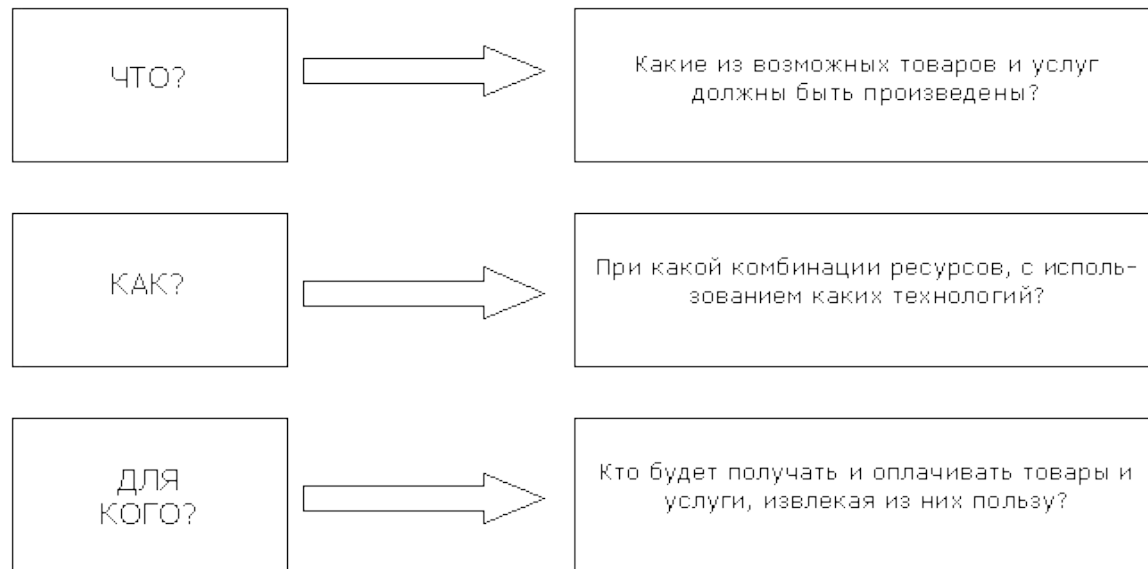 ЧТО?
Какие из возможных товаров и услуг
должны быть произведены?
КАК?
При какой комбинации ресурсов, с исполь-
зованием каких технологий?
ДЛЯ
КОГО?
Кто будет получать и оплачивать товары и
услуги, извлекая из них пользу?